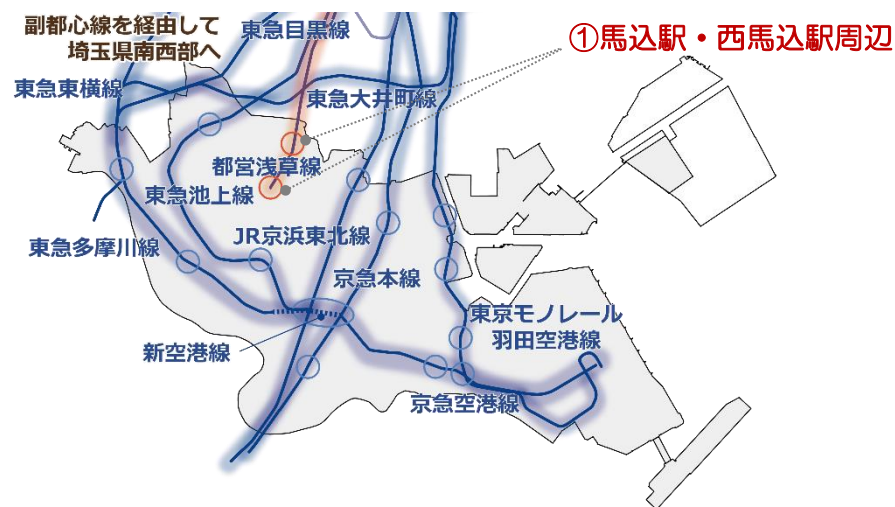 副都心線を経由して
埼玉県南西部へ
東急目黒線
①馬込駅・西馬込駅周辺
東急東横線
東急大井町線
都営浅草線
東急池上線
JR京浜東北線
東急多摩川線
京急本線
東京モノレール
羽田空港線
新空港線
京急空港線